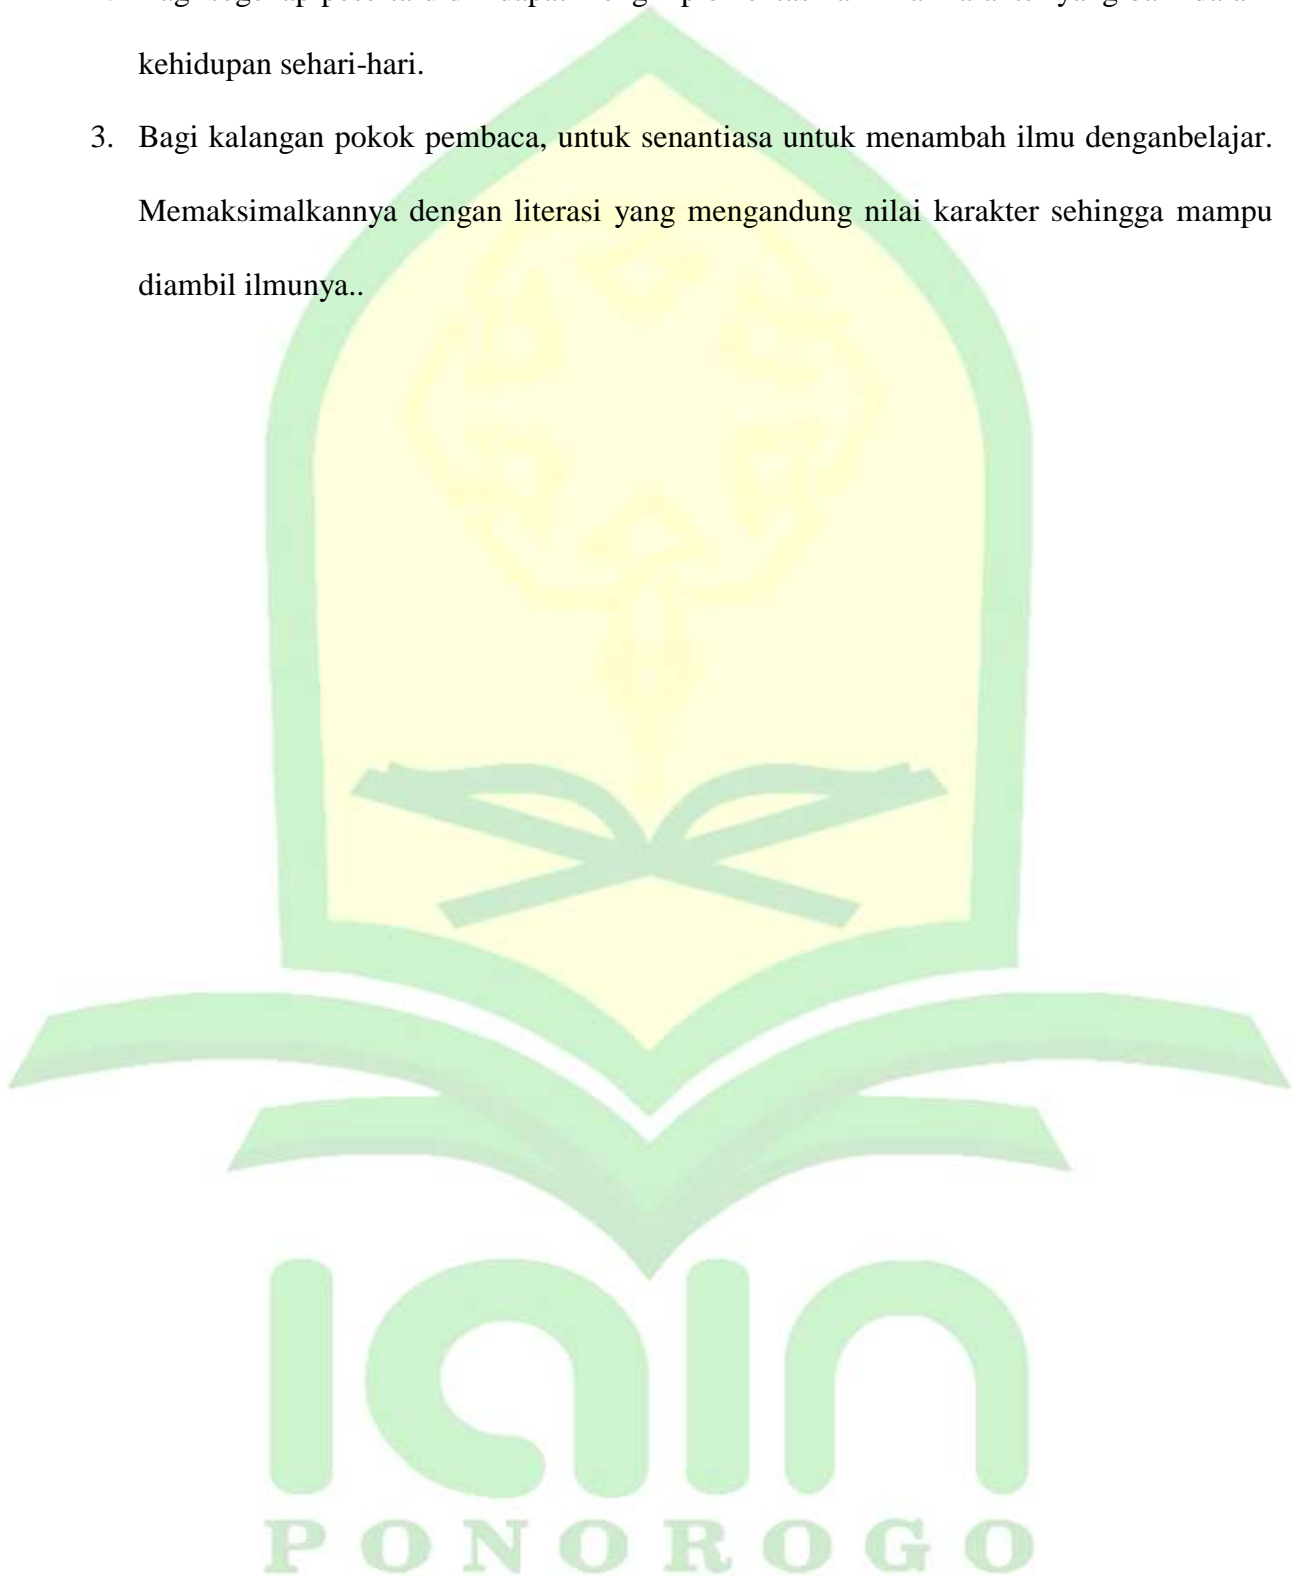 kehidupan sehari-hari.
3. Bagi kalangan pokok pembaca, untuk senantiasa untuk menambah ilmu denganbelajar.
Memaksimalkannya dengan literasi yang mengandung nilai karakter sehingga mampu
diambil ilmunya..
iain
PONOROGO